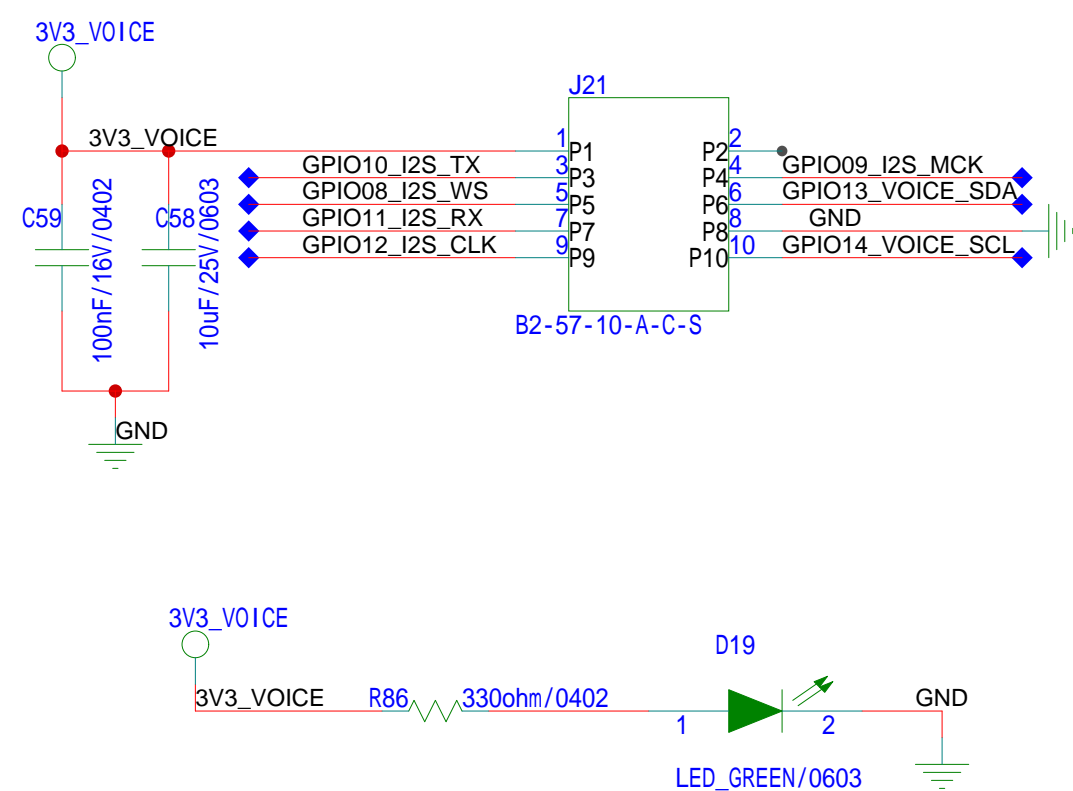 3V3_VOICE
J21
3V3_VOICE
1
P1
P2
2
GPIO10_I2S_TX
3
P3
P4
4
GPIO09_I2S_MCK
GPIO08_I2S_WS
5
P5
P6
6
GPIO13_VOICE_SDA
C59
100nF/16V/0402
C58
10uF/25V/0603
GPIO11_I2S_RX
7
P7
P8
8
GND
GPIO12_I2S_CLK
9
P9
P10
10
GPIO14_VOICE_SCL
B2-57-10-A-C-S
GND
3V3_VOICE
D19
3V3_VOICE
R86
330ohm/0402
1
2
GND
LED_GREEN/0603